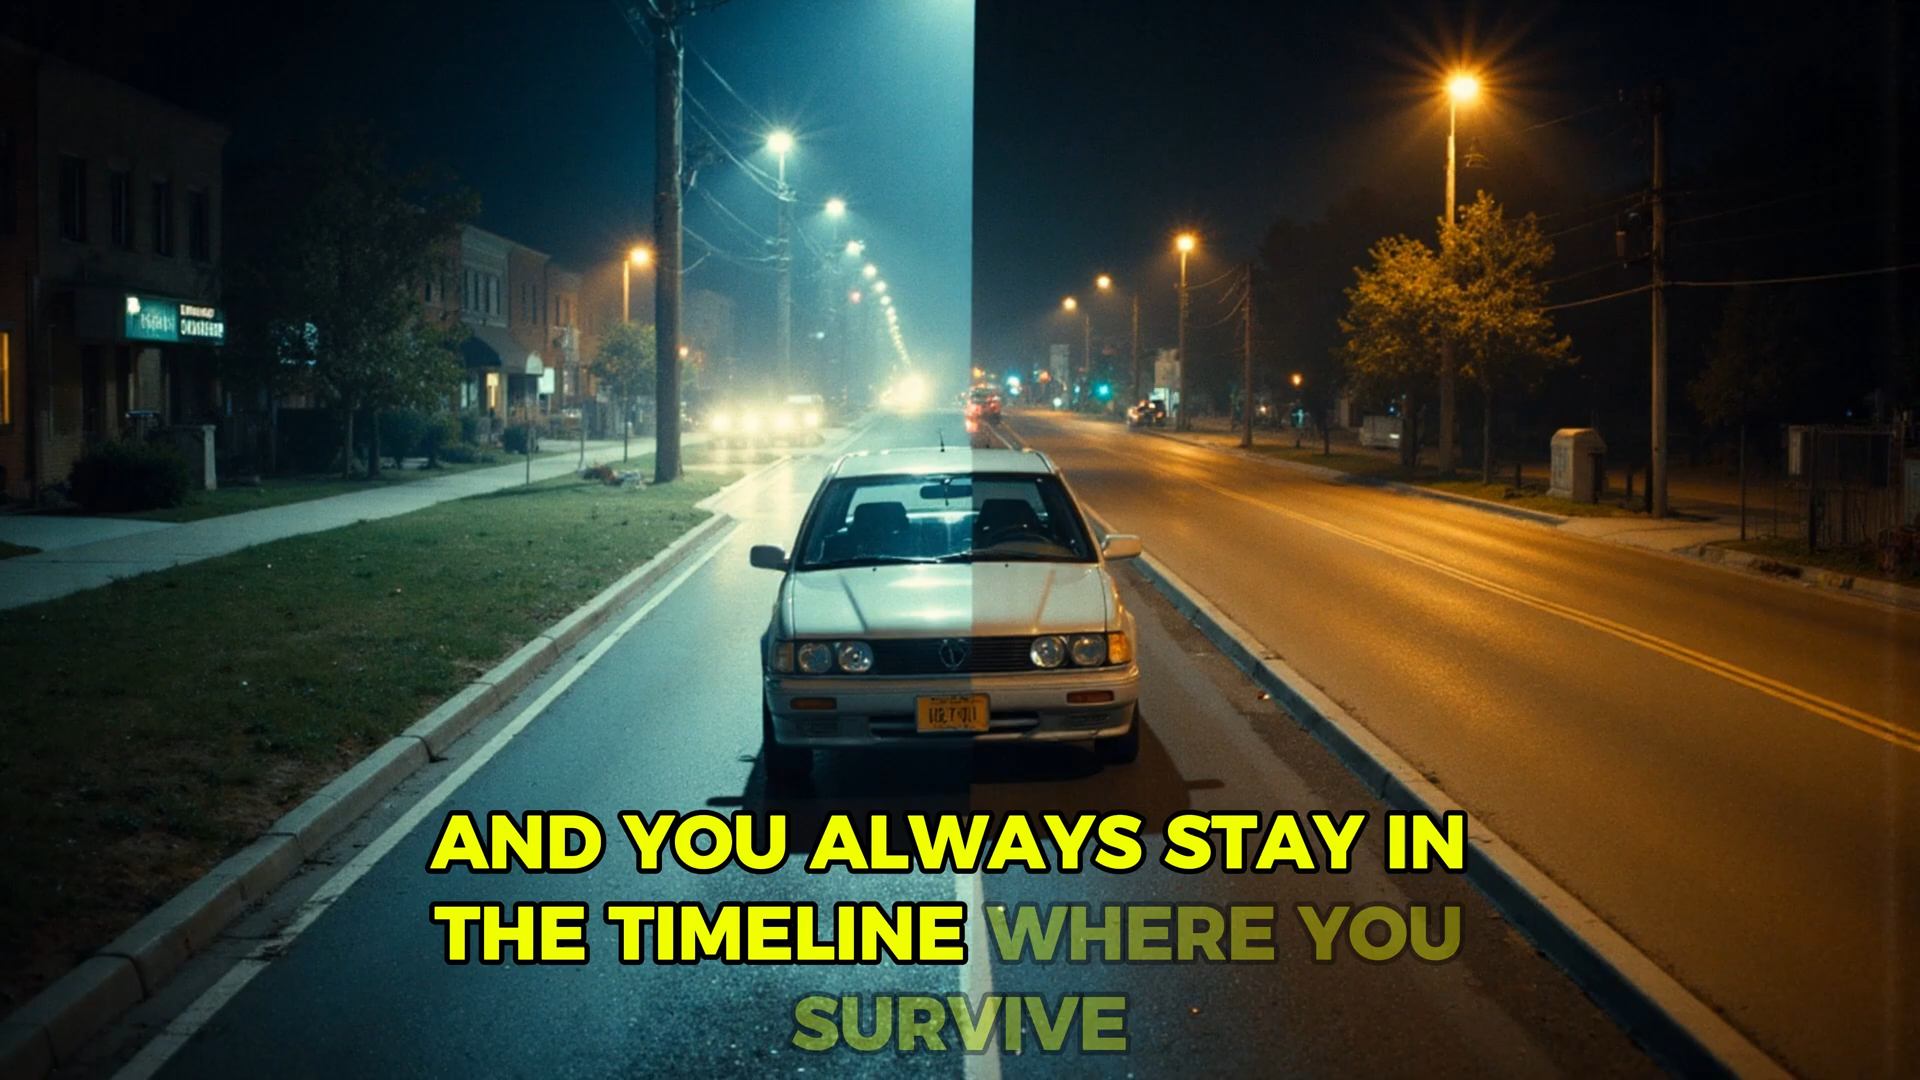 AND YOU ALWAYS STAY IN
THE TIMELINE WHERE YOU
SURVIVE